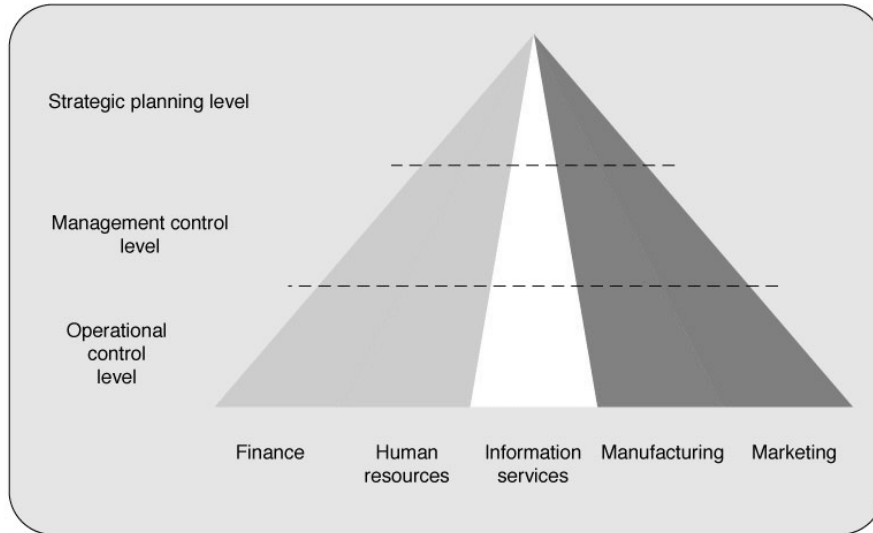 Strategic planning level
Management control
level
Operational
control
level
Finance
Human
resources
Information
services
Manufacturing
Marketing